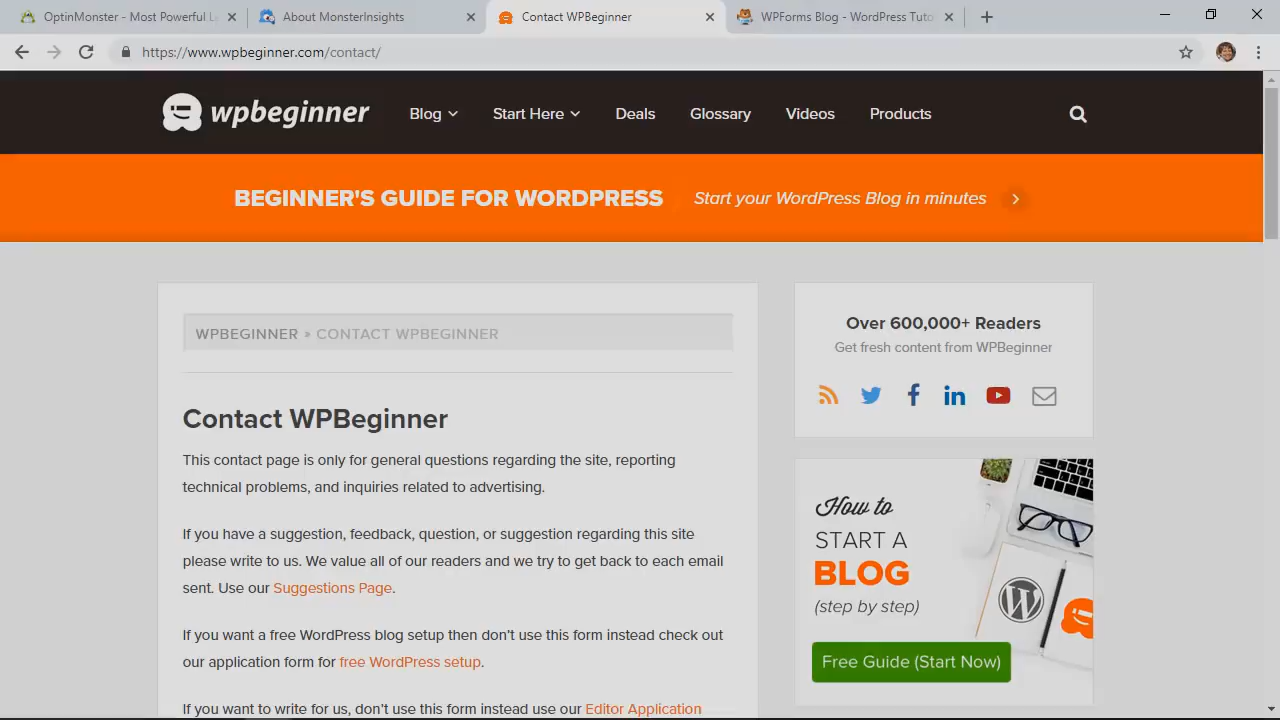 OptinMonster - Most Powerful Le
About MonsterInsights
Contact WPBeginner
WPForms Blog - WordPress Tuto
https://www.wpbeginner.com/contact/
wpbeginner
Blog
Start Here
Deals
Glossary
Videos
Products
BEGINNER'S GUIDE FOR WORDPRESS
Start your WordPress Blog in minutes
WPBEGINNER » CONTACT WPBEGINNER
Contact WPBeginner
This contact page is only for general questions regarding the site, reporting
technical problems, and inquiries related to advertising.
If you have a suggestion, feedback, question, or suggestion regarding this site
please write to us. We value all of our readers and we try to get back to each email
sent. Use our Suggestions Page.
If you want a free WordPress blog setup then don't use this form instead check out
our application form for free WordPress setup.
If you want to write for us, don't use this form instead use our Editor Application
Over 600,000+ Readers
Get fresh content from WPBeginner
How to
START A
BLOG
(step by step)
Free Guide (Start Now)